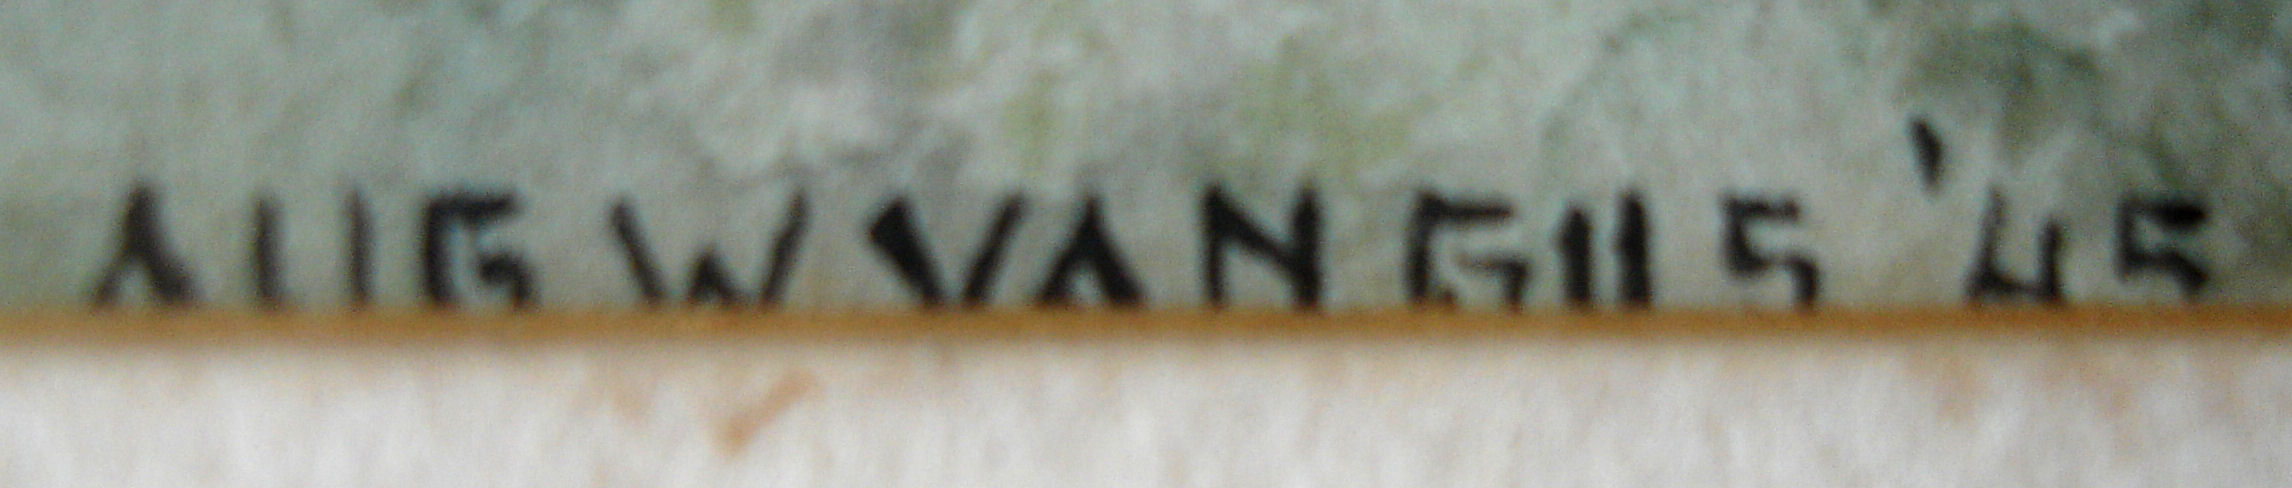 AUG W VAN GILS '45